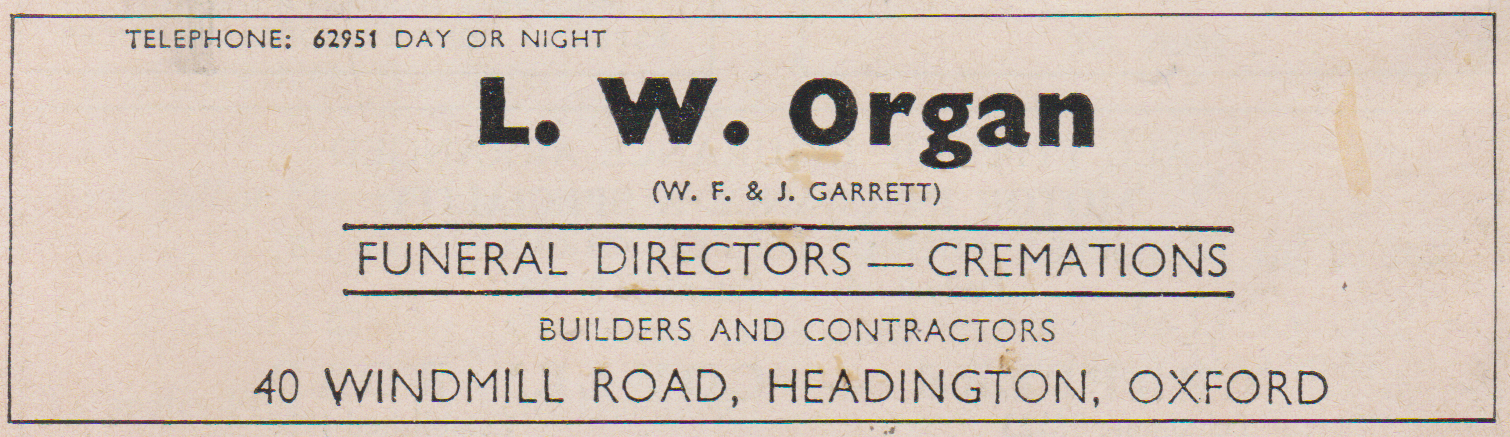 TELEPHONE: 62951 DAY OR NIGHT
L. W. Organ
(W. F. & J. GARRETT)
FUNERAL DIRECTORS — CREMATIONS
BUILDERS AND CONTRACTORS
40 WINDMILL ROAD, HEADINGTON, OXFORD